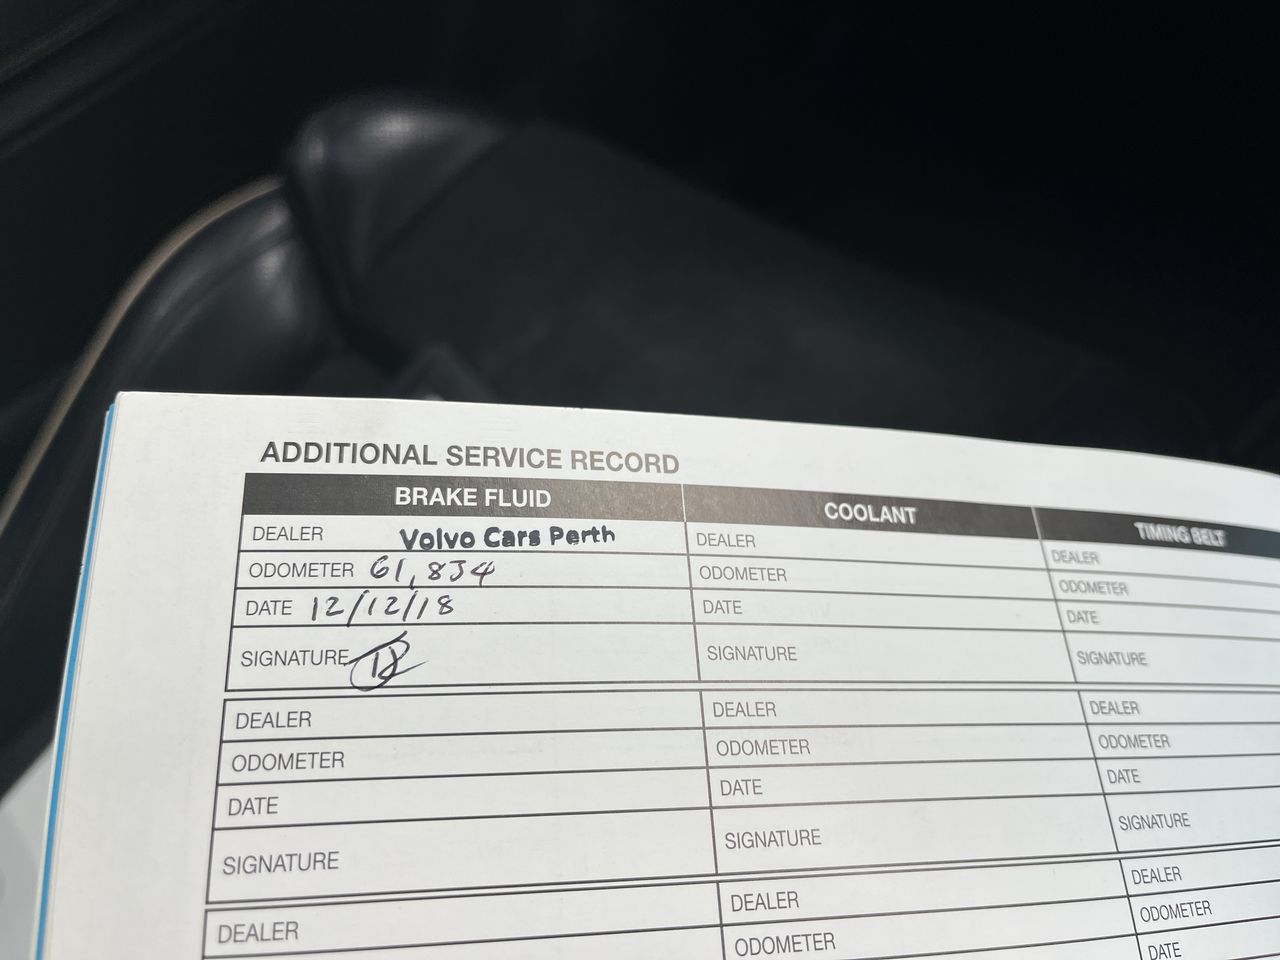 ADDITIONAL SERVICE RECORD
BRAKE FLUID COOLANT TIMING BELT
DEALER Volvo Cars Perth DEALER DEALER
ODOMETER 61,834 ODOMETER ODOMETER
DATE 12/12/18 DATE DATE
SIGNATURE SIGNATURE SIGNATURE
DEALER DEALER DEALER
ODOMETER ODOMETER ODOMETER
DATE DATE DATE
SIGNATURE SIGNATURE SIGNATURE
DEALER DEALER DEALER
ODOMETER ODOMETER
DATE